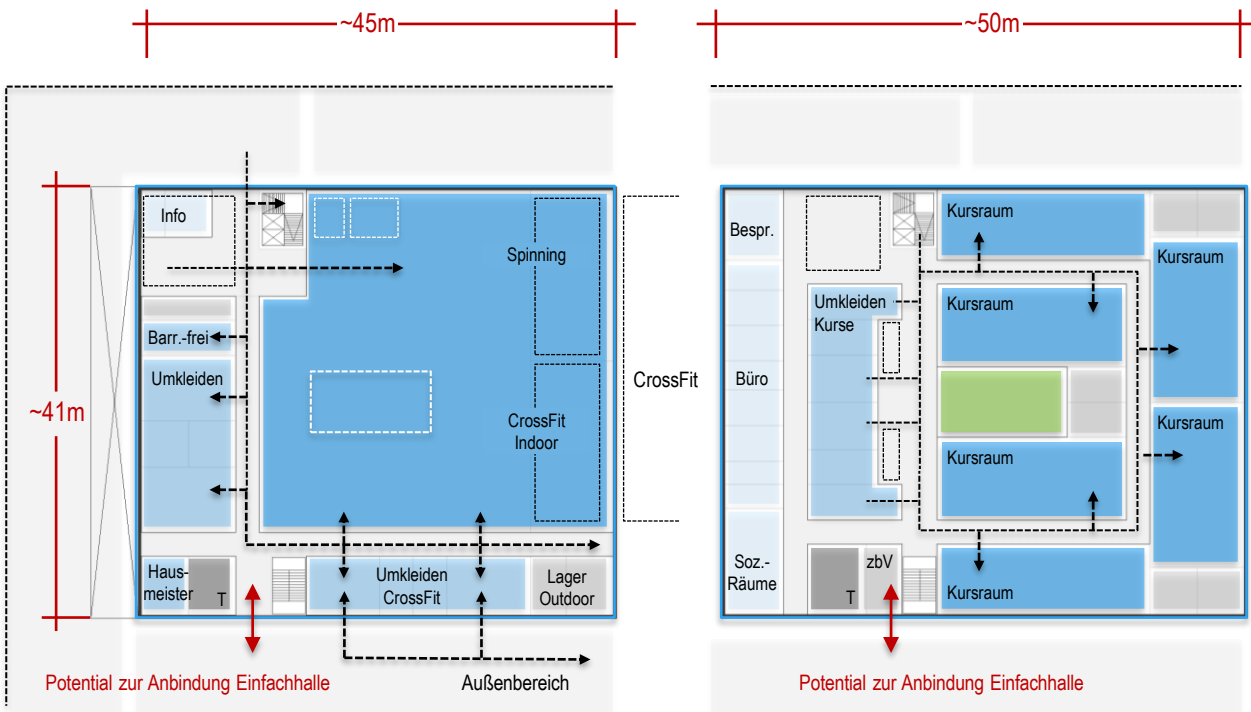 ~45m
~50m
~41m
Info
Spinning
Barr.-frei
Umkleiden
CrossFit
Indoor
CrossFit
Haus-
meister
T
Umkleiden
CrossFit
Lager
Outdoor
Potential zur Anbindung Einfachhalle
Außenbereich
Bespr.
Kursraum
Kursraum
Umkleiden
Kurse
Kursraum
Büro
Kursraum
Kursraum
Soz.-
Räume
T
zbV
Kursraum
Potential zur Anbindung Einfachhalle